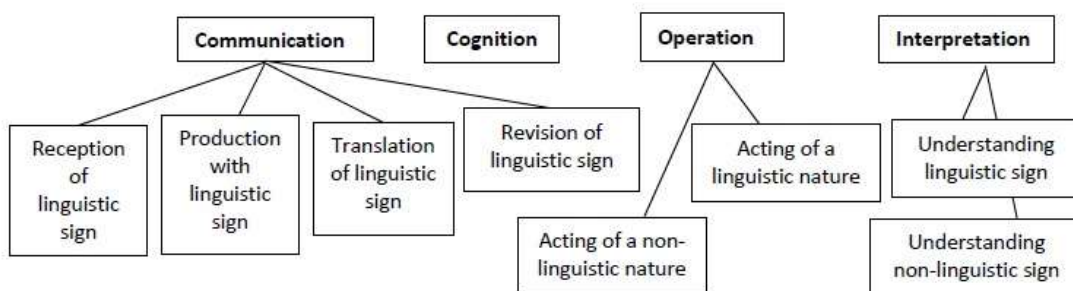 Communication
Cognition
Operation
Interpretation
Reception
of
linguistic
sign
Production
with
linguistic
sign
Translation
of linguistic
sign
Revision of
linguistic sign
Acting of a non-
linguistic nature
Acting of a
linguistic nature
Understanding
linguistic sign
Understanding
non-linguistic sign